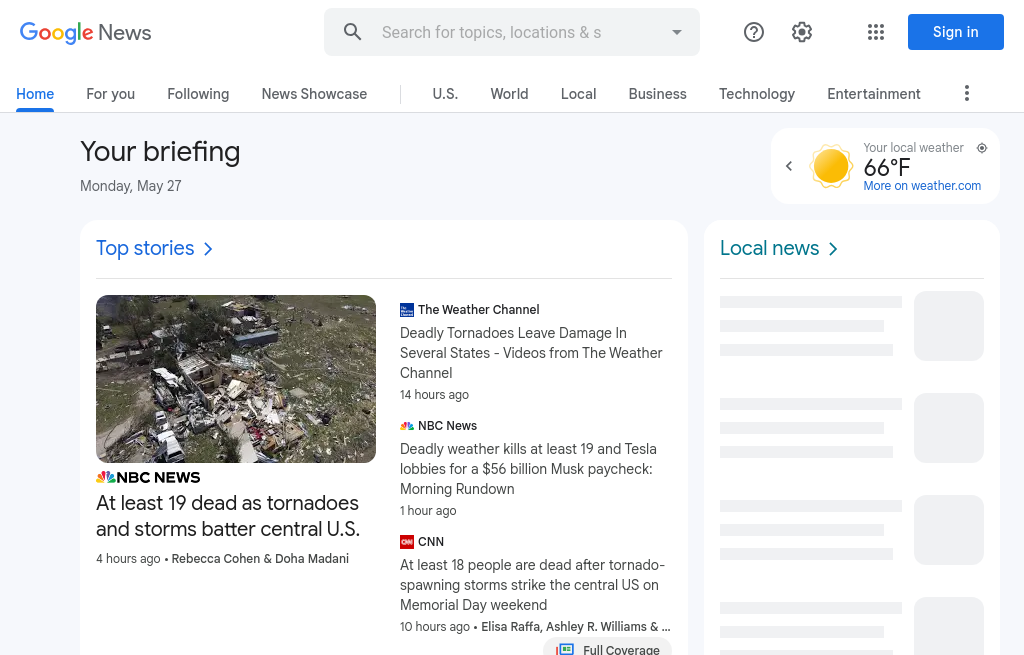 Google News
Search for topics, locations & s
Sign in
Home
For you
Following
News Showcase
U.S.
World
Local
Business
Technology
Entertainment
Your briefing
Monday, May 27
Your local weather
66°F
More on weather.com
Top stories
Local news
NBC NEWS
At least 19 dead as tornadoes
and storms batter central U.S.
4 hours ago • Rebecca Cohen & Doha Madani
The Weather Channel
Deadly Tornadoes Leave Damage In
Several States - Videos from The Weather
Channel
14 hours ago
NBC News
Deadly weather kills at least 19 and Tesla
lobbies for a $56 billion Musk paycheck:
Morning Rundown
1 hour ago
CNN
CNN
At least 18 people are dead after tornado-
spawning storms strike the central US on
Memorial Day weekend
10 hours ago • Elisa Raffa, Ashley R. Williams & ...
Full Coverage